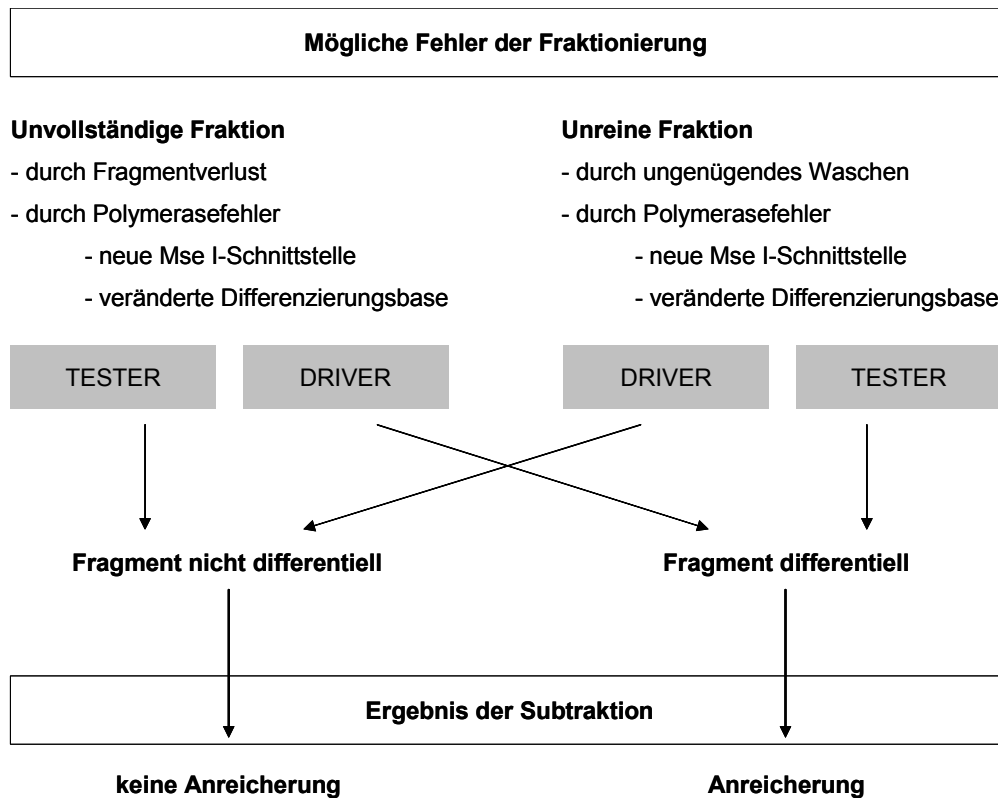 Mögliche Fehler der Fraktionierung
Unvollständige Fraktion
- durch Fragmentverlust
- durch Polymerasefehler
- neue Mse I-Schnittstelle
- veränderte Differenzierungsbase
Unreine Fraktion
- durch ungenügendes Waschen
- durch Polymerasefehler
- neue Mse I-Schnittstelle
- veränderte Differenzierungsbase
TESTER
DRIVER
DRIVER
TESTER
Fragment nicht differentiell
Fragment differentiell
Ergebnis der Subtraktion
keine Anreicherung
Anreicherung